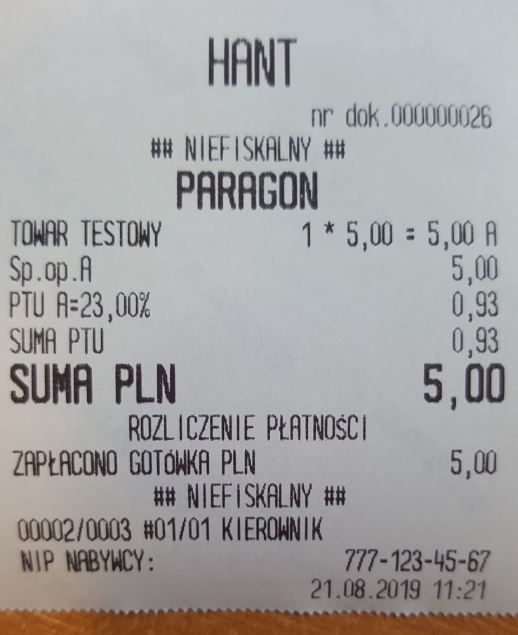 HANT
nr dok.000000026
## NIEFISKALNY ##
PARAGON
TOWAR TESTOWY 1 * 5,00 = 5,00 A
Sp.op.A 5,00
PTU A=23,00% 0,93
SUMA PTU 0,93
SUMA PLN 5,00
ROZLICZENIE PŁATNOŚCI
ZAPŁACONO GOTÓWKA PLN 5,00
## NIEFISKALNY ##
00002/0003 #01/01 KIEROWNIK
NIP NABYWCY: 777-123-45-67
21.08.2019 11:21